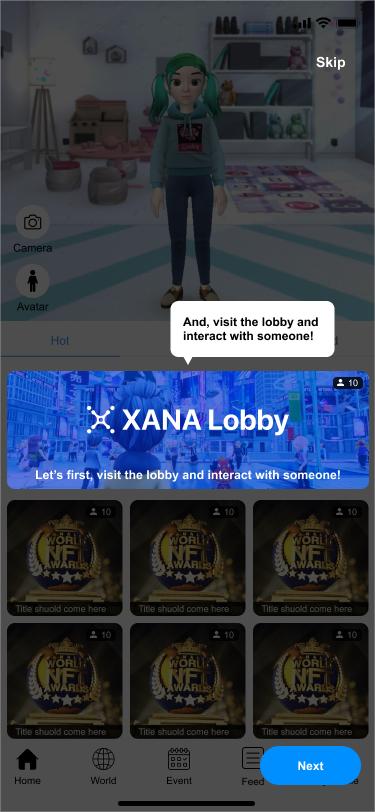 Skip
Camera
Avatar
Hot
And, visit the lobby and
interact with someone!
10
XANA Lobby
Let's first, visit the lobby and interact with someone!
10
10
10
WORLD
NFT
AWARDS
WORLD
NFT
AWARDS
WORLD
NFT
AWARDS
Title shuold come here
Title shuold come here
Title shuold come here
10
10
10
WORLD
NFT
AWARDS
WORLD
NFT
AWARDS
WORLD
NFT
AWARDS
Title shuold come here
Title shuold come here
Title shuold come here
Home
World
Event
Feed
Next